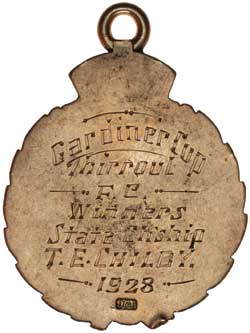 Gardiner Cup
Thirroul
F.C.
Winners
State Ch'ship
T.E. CHILBY.
1928